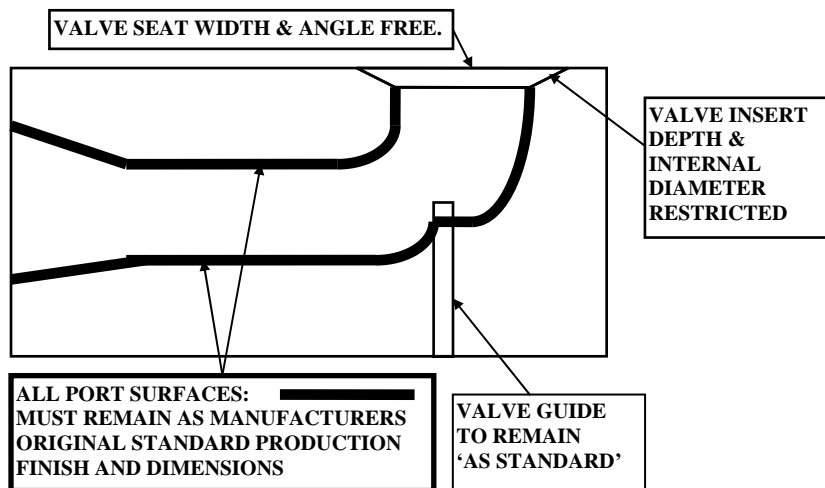 VALVE SEAT WIDTH & ANGLE FREE.
VALVE INSERT
DEPTH &
INTERNAL
DIAMETER
RESTRICTED
ALL PORT SURFACES:
MUST REMAIN AS MANUFACTURERS
ORIGINAL STANDARD PRODUCTION
FINISH AND DIMENSIONS
VALVE GUIDE
TO REMAIN
‘AS STANDARD’